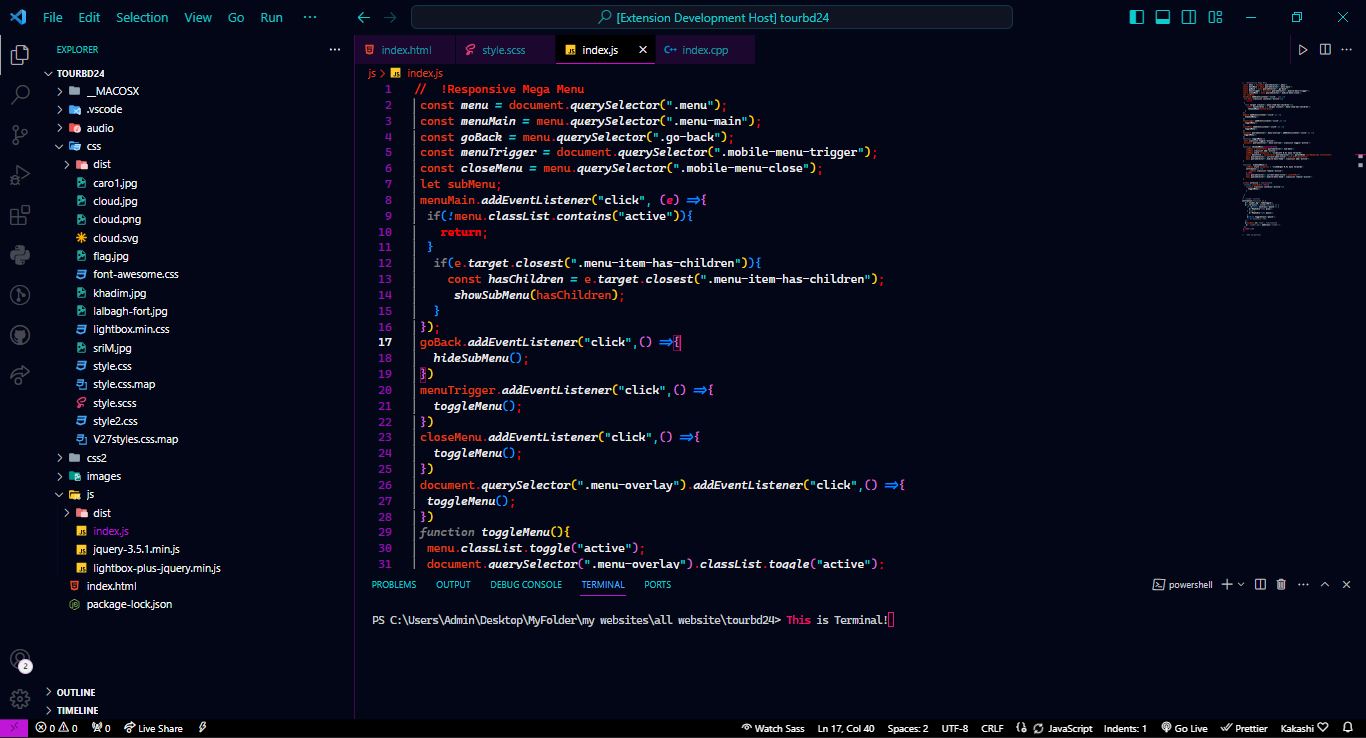 File Edit Selection View Go Run ··· [Extension Development Host] tourbd24
EXPLORER ···
TOURBD24
__MACOSX
.vscode
audio
css
dist
caro1.jpg
cloud.jpg
cloud.png
cloud.svg
flag.jpg
font-awesome.css
khadim.jpg
lalbagh-fort.jpg
lightbox.min.css
sriM.jpg
style.css
style.css.map
style.scss
style2.css
V27styles.css.map
css2
images
js
dist
index.js
jquery-3.5.1.min.js
lightbox-plus-jquery.min.js
index.html
package-lock.json
OUTLINE
TIMELINE
index.html style.scss index.js index.cpp
js > index.js
1 // !Responsive Mega Menu
2 const menu = document.querySelector(".menu");
3 const menuMain = menu.querySelector(".menu-main");
4 const goBack = menu.querySelector(".go-back");
5 const menuTrigger = document.querySelector(".mobile-menu-trigger");
6 const closeMenu = menu.querySelector(".mobile-menu-close");
7 let subMenu;
8 menuMain.addEventListener("click", (e) =>{
9 if(!menu.classList.contains("active")){
10 return;
11 }
12 if(e.target.closest(".menu-item-has-children")){
13 const hasChildren = e.target.closest(".menu-item-has-children");
14 showSubMenu(hasChildren);
15 }
16 });
17 goBack.addEventListener("click",() =>{
18 hideSubMenu();
19 })
20 menuTrigger.addEventListener("click",() =>{
21 toggleMenu();
22 })
23 closeMenu.addEventListener("click",() =>{
24 toggleMenu();
25 })
26 document.querySelector(".menu-overlay").addEventListener("click",() =>{
27 toggleMenu();
28 })
29 function toggleMenu(){
30 menu.classList.toggle("active");
31 document.querySelector(".menu-overlay").classList.toggle("active");
PROBLEMS OUTPUT DEBUG CONSOLE TERMINAL PORTS powershell
PS C:\Users\Admin\Desktop\MyFolder\my websites\all website\tourbd24> This is Terminal!
2
0 0 0 Live Share Watch Sass Ln 17, Col 40 Spaces: 2 UTF-8 CRLF JavaScript Indents: 1 Go Live Prettier Kakashi